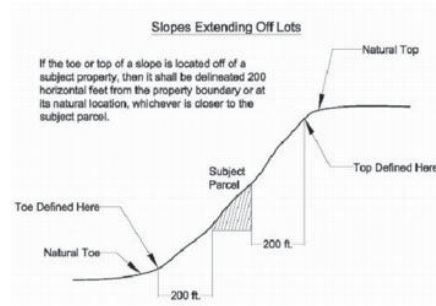 Slopes Extending Off Lots
If the toe or top of a slope is located off of a
subject property, then it shall be delineated 200
horizontal feet from the property boundary or at
its natural location, whichever is closer to the
subject parcel.
Natural Top
Top Defined Here
Subject
Parcel
Toe Defined Here
Natural Toe
200 ft.
200 ft.